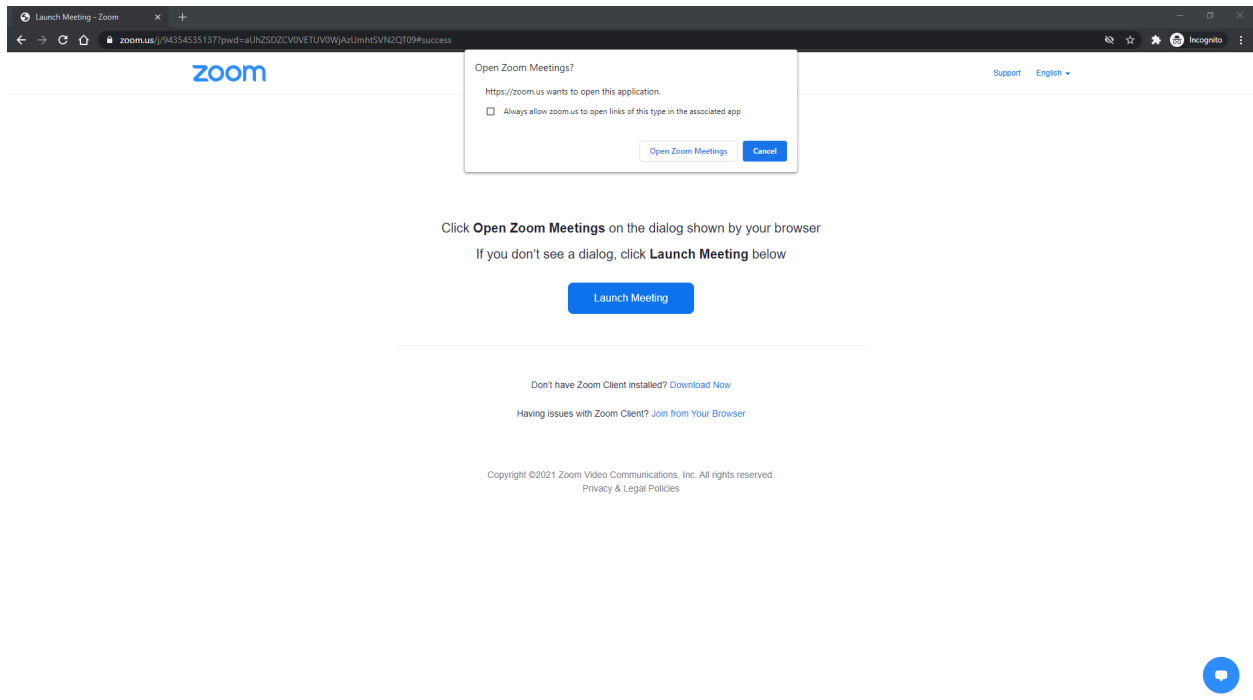 Launch Meeting - Zoom
zoom.us/j/94354535137?pwd=aUhZSDZCV0VETUV0WjAzUmhtSVN2QT09#success
Incognito
zoom
Support English
Open Zoom Meetings?
https://zoom.us wants to open this application.
Always allow zoom.us to open links of this type in the associated app
Open Zoom Meetings Cancel
Click Open Zoom Meetings on the dialog shown by your browser
If you don't see a dialog, click Launch Meeting below
Launch Meeting
Don't have Zoom Client installed? Download Now
Having issues with Zoom Client? Join from Your Browser
Copyright ©2021 Zoom Video Communications, Inc. All rights reserved.
Privacy & Legal Policies